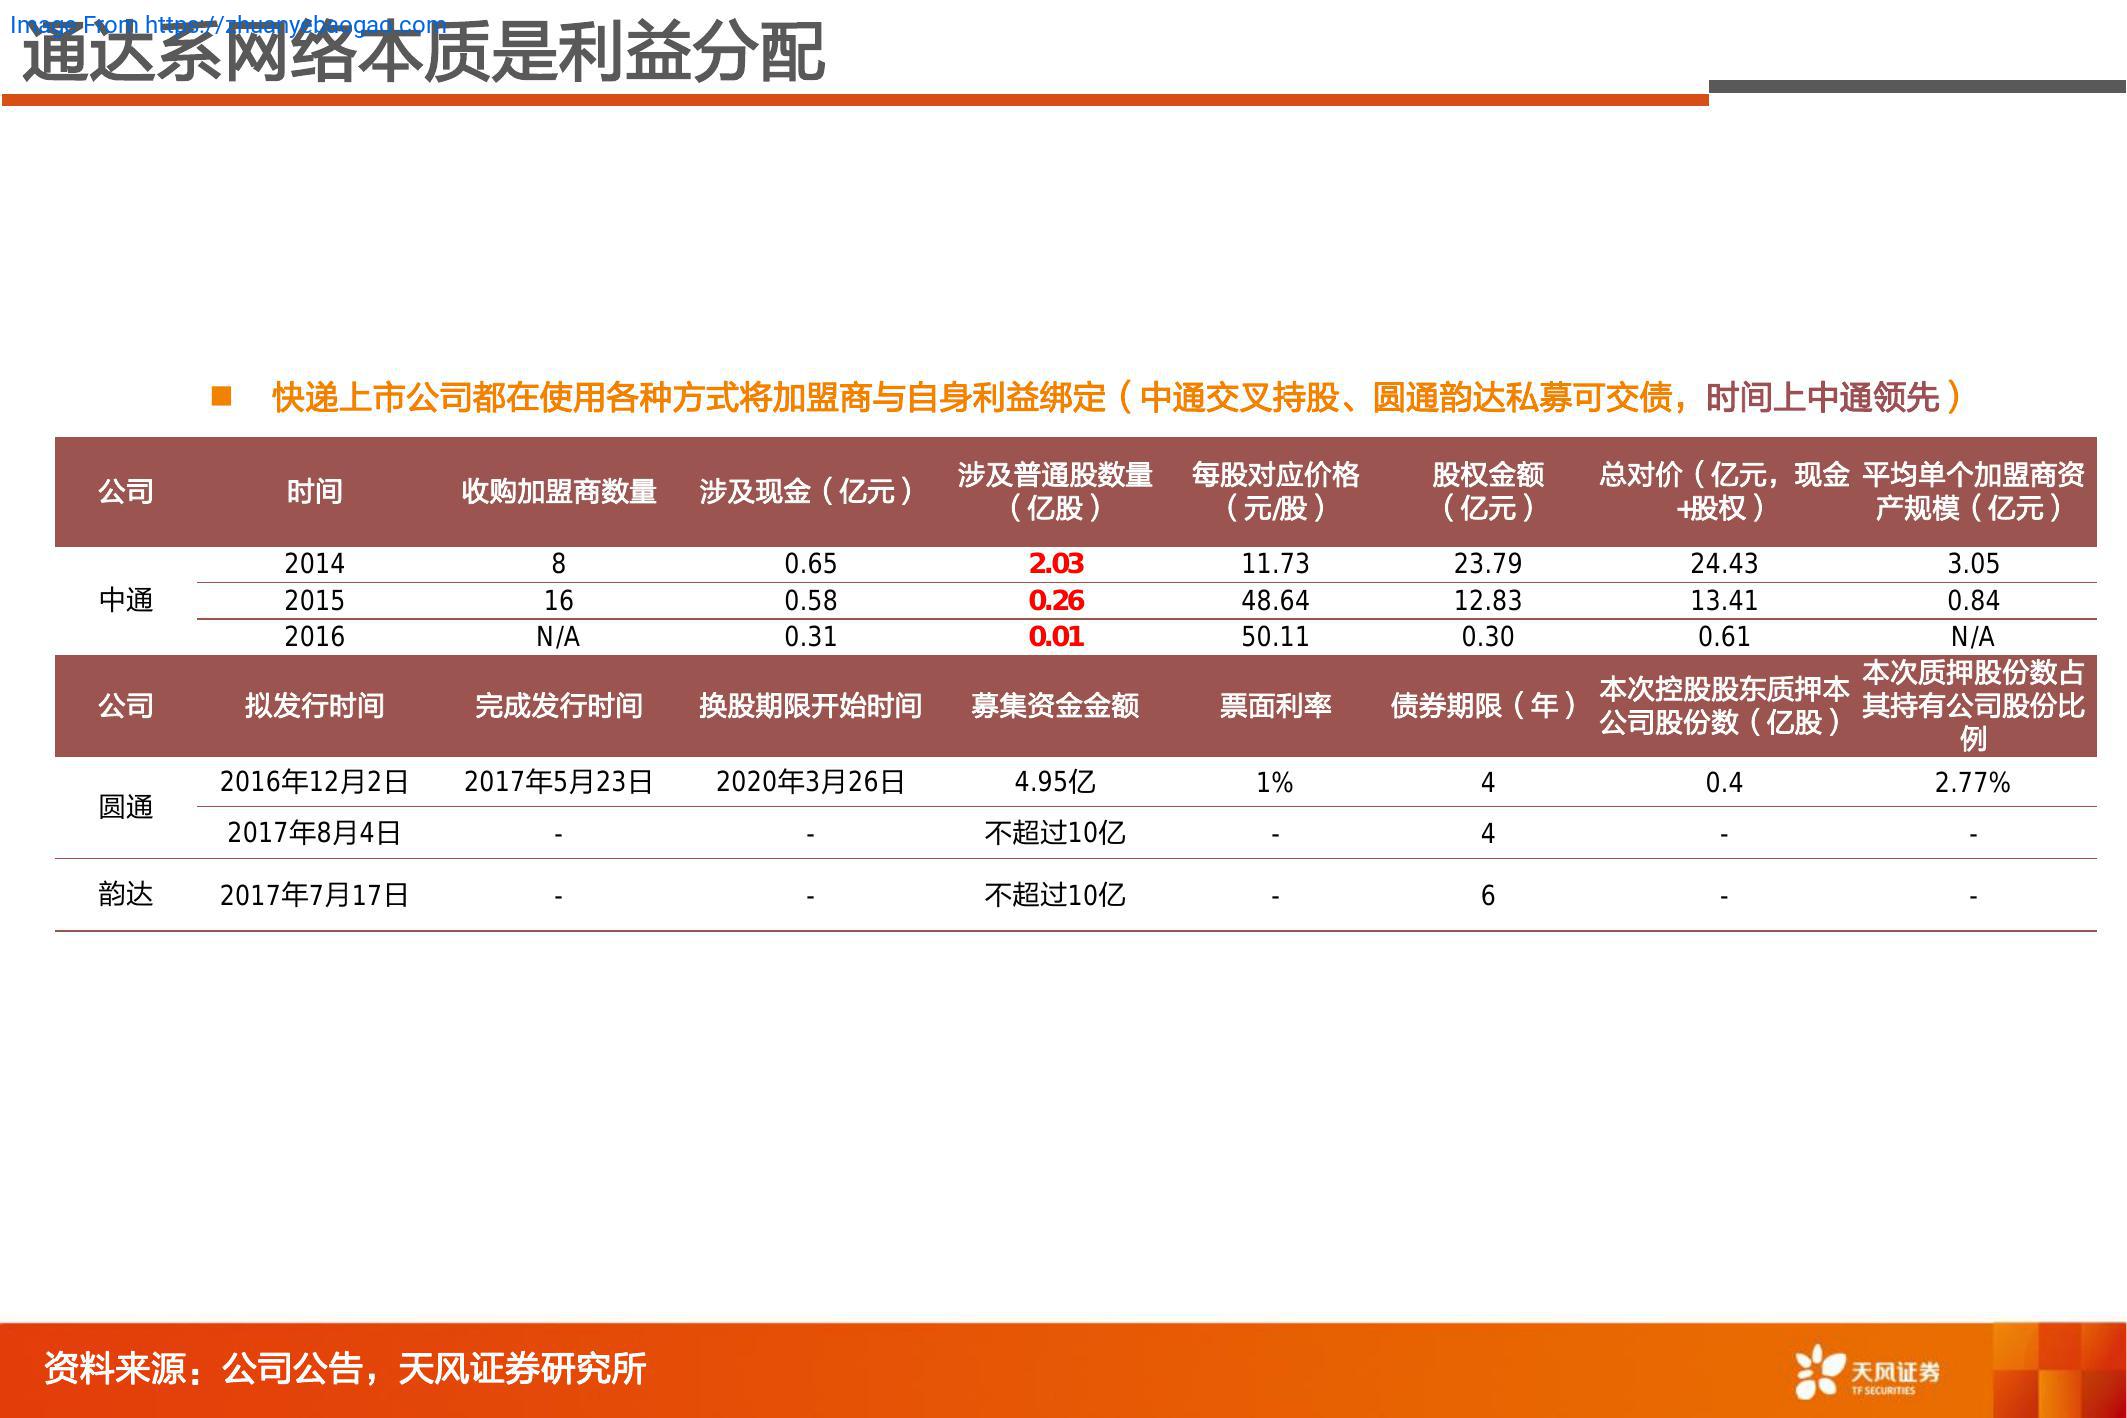 Image From https://zhuanyebaogao.com
通达系网络本质是利益分配
■ 快递上市公司都在使用各种方式将加盟商与自身利益绑定（中通交叉持股、圆通韵达私募可交债，时间上中通领先）
公司 时间 收购加盟商数量 涉及现金（亿元） 涉及普通股数量（亿股） 每股对应价格（元/股） 股权金额（亿元） 总对价（亿元，现金+股权） 平均单个加盟商资产规模（亿元）
中通 2014 8 0.65 2.03 11.73 23.79 24.43 3.05
2015 16 0.58 0.26 48.64 12.83 13.41 0.84
2016 N/A 0.31 0.01 50.11 0.30 0.61 N/A
公司 拟发行时间 完成发行时间 换股期限开始时间 募集资金金额 票面利率 债券期限（年） 本次控股股东质押本公司股份数（亿股） 本次质押股份数占其持有公司股份比例
圆通 2016年12月2日 2017年5月23日 2020年3月26日 4.95亿 1% 4 0.4 2.77%
2017年8月4日 - - 不超过10亿 - 4 - -
韵达 2017年7月17日 - - 不超过10亿 - 6 - -
资料来源：公司公告，天风证券研究所
天风证券
TF SECURITIES